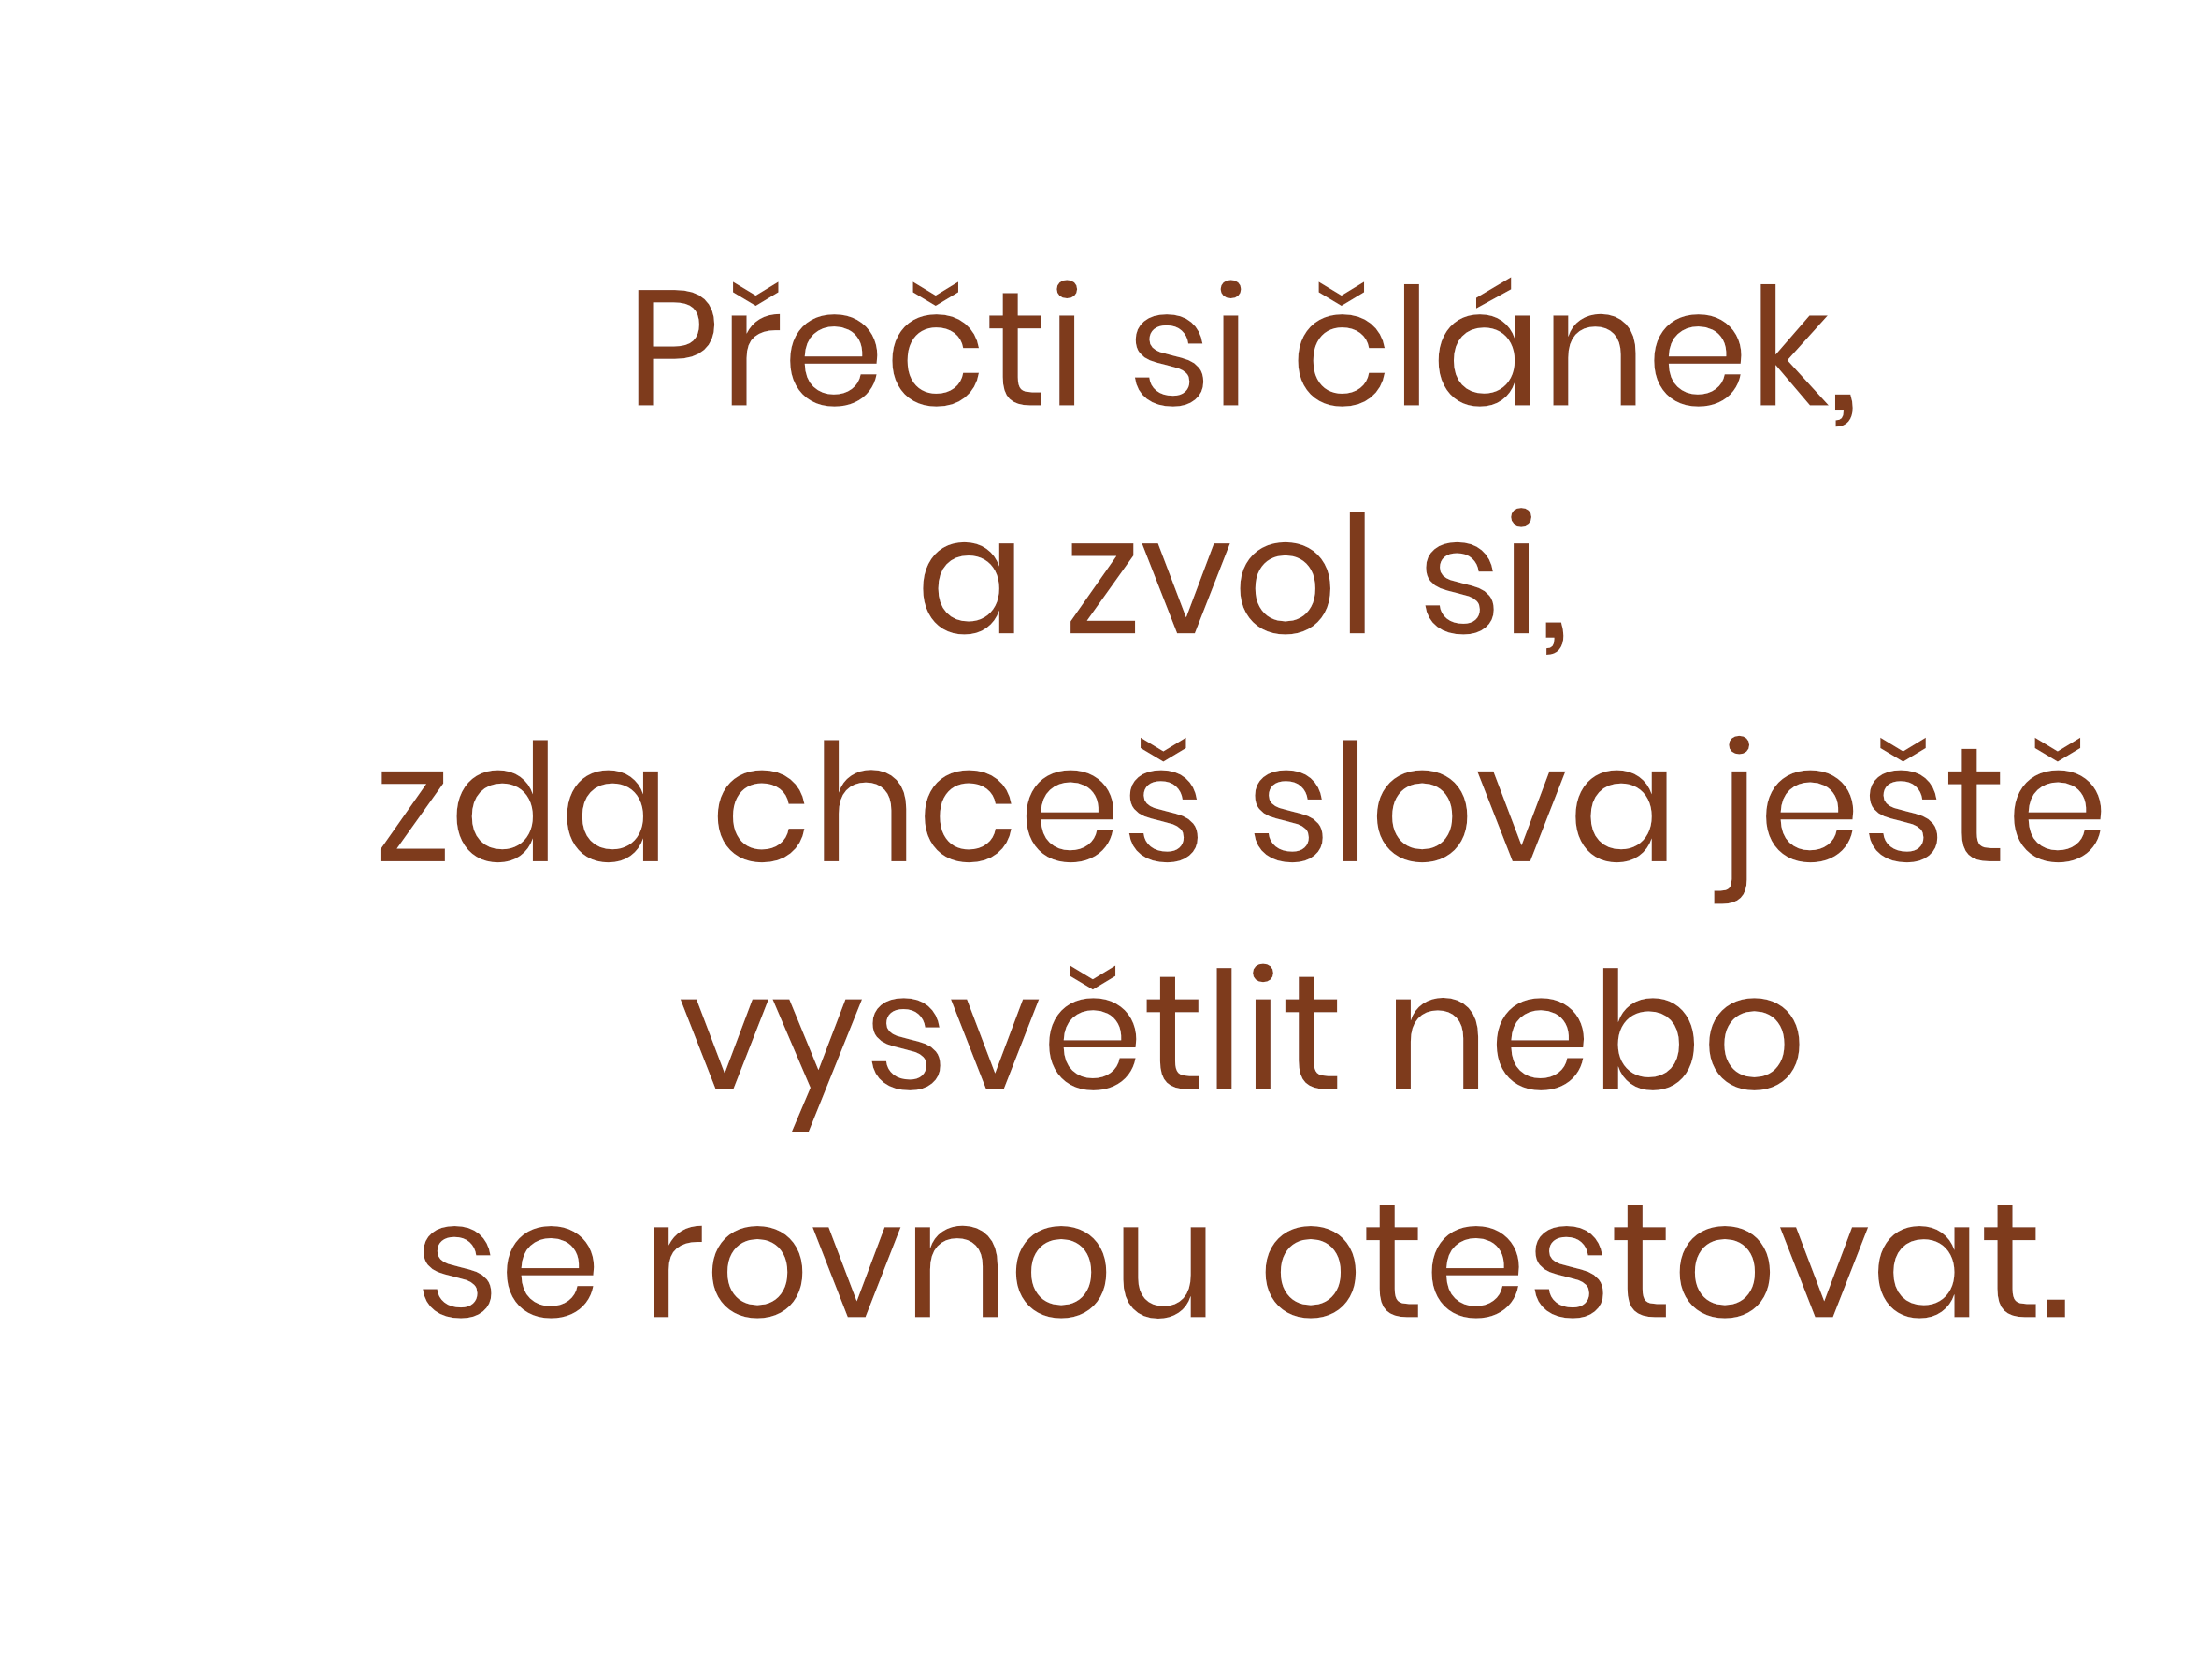 Přečti si článek,
a zvol si,
zda chceš slova ještě
vysvětlit nebo
se rovnou otestovat.